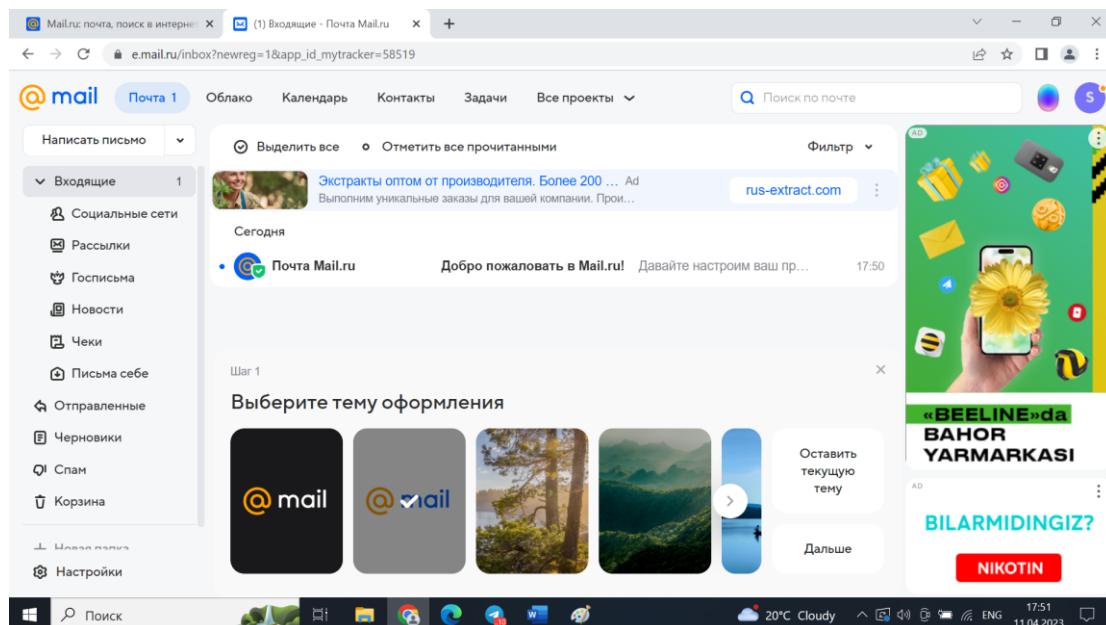 Mail.ru: почта, поиск в интернет
(1) Входящие - Почта Mail.ru
e.mail.ru/inbox?newreg=1&app_id_mytracker=58519
mail
Почта 1
Облако
Календарь
Контакты
Задачи
Все проекты
Поиск по почте
S
Написать письмо
Выделить все
Отметить все прочитанными
Фильтр
Входящие 1
Социальные сети
Рассылки
Госписьма
Новости
Чеки
Письма себе
Отправленные
Черновики
Спам
Корзина
Новая папка
Настройки
Экстракты оптом от производителя. Более 200 ... Ad
Выполним уникальные заказы для вашей компании. Прои...
rus-extract.com
Сегодня
Почта Mail.ru Добро пожаловать в Mail.ru! Давайте настроим ваш пр... 17:50
Шаг 1
Выберите тему оформления
mail
mail
Оставить
текущую
тему
Дальше
AD
«BEELINE»da
BAHOR
YARMARKASI
AD
BILARMIDINGIZ?
NIKOTIN
Поиск
20°C Cloudy
ENG
17:51
11.04.2023